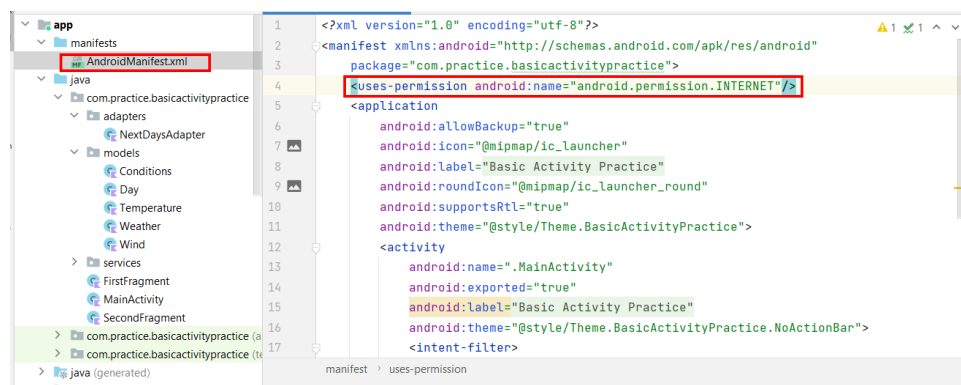 app
manifests
AndroidManifest.xml
java
com.practice.basicactivitypractice
adapters
NextDaysAdapter
models
Conditions
Day
Temperature
Weather
Wind
services
FirstFragment
MainActivity
SecondFragment
com.practice.basicactivitypractice (a
com.practice.basicactivitypractice (te
java (generated)
1 <?xml version="1.0" encoding="utf-8"?>
2 <manifest xmlns:android="http://schemas.android.com/apk/res/android"
3 package="com.practice.basicactivitypractice">
4 <uses-permission android:name="android.permission.INTERNET"/>
5 <application
6 android:allowBackup="true"
7 android:icon="@mipmap/ic_launcher"
8 android:label="Basic Activity Practice"
9 android:roundIcon="@mipmap/ic_launcher_round"
10 android:supportsRtl="true"
11 android:theme="@style/Theme.BasicActivityPractice">
12 <activity
13 android:name=".MainActivity"
14 android:exported="true"
15 android:label="Basic Activity Practice"
16 android:theme="@style/Theme.BasicActivityPractice.NoActionBar">
17 <intent-filter>
1 1
manifest > uses-permission